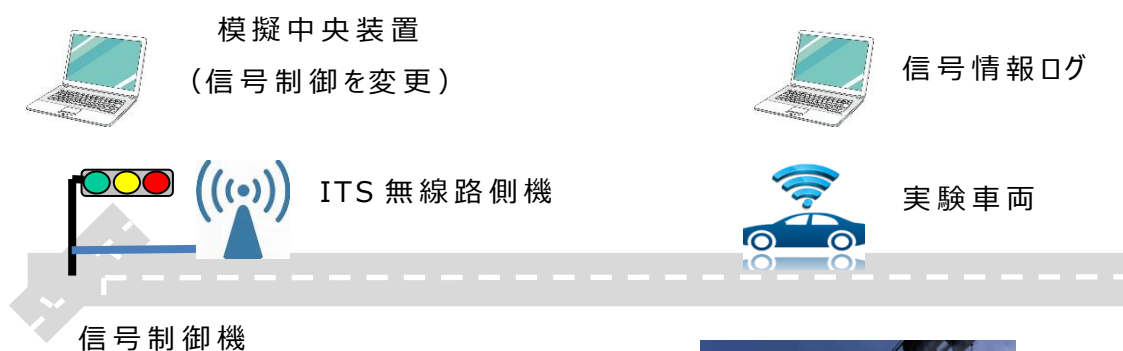 模擬中央装置
(信号制御を変更)
信号情報ログ
ITS 無線路側機
実験車両
信号制御機